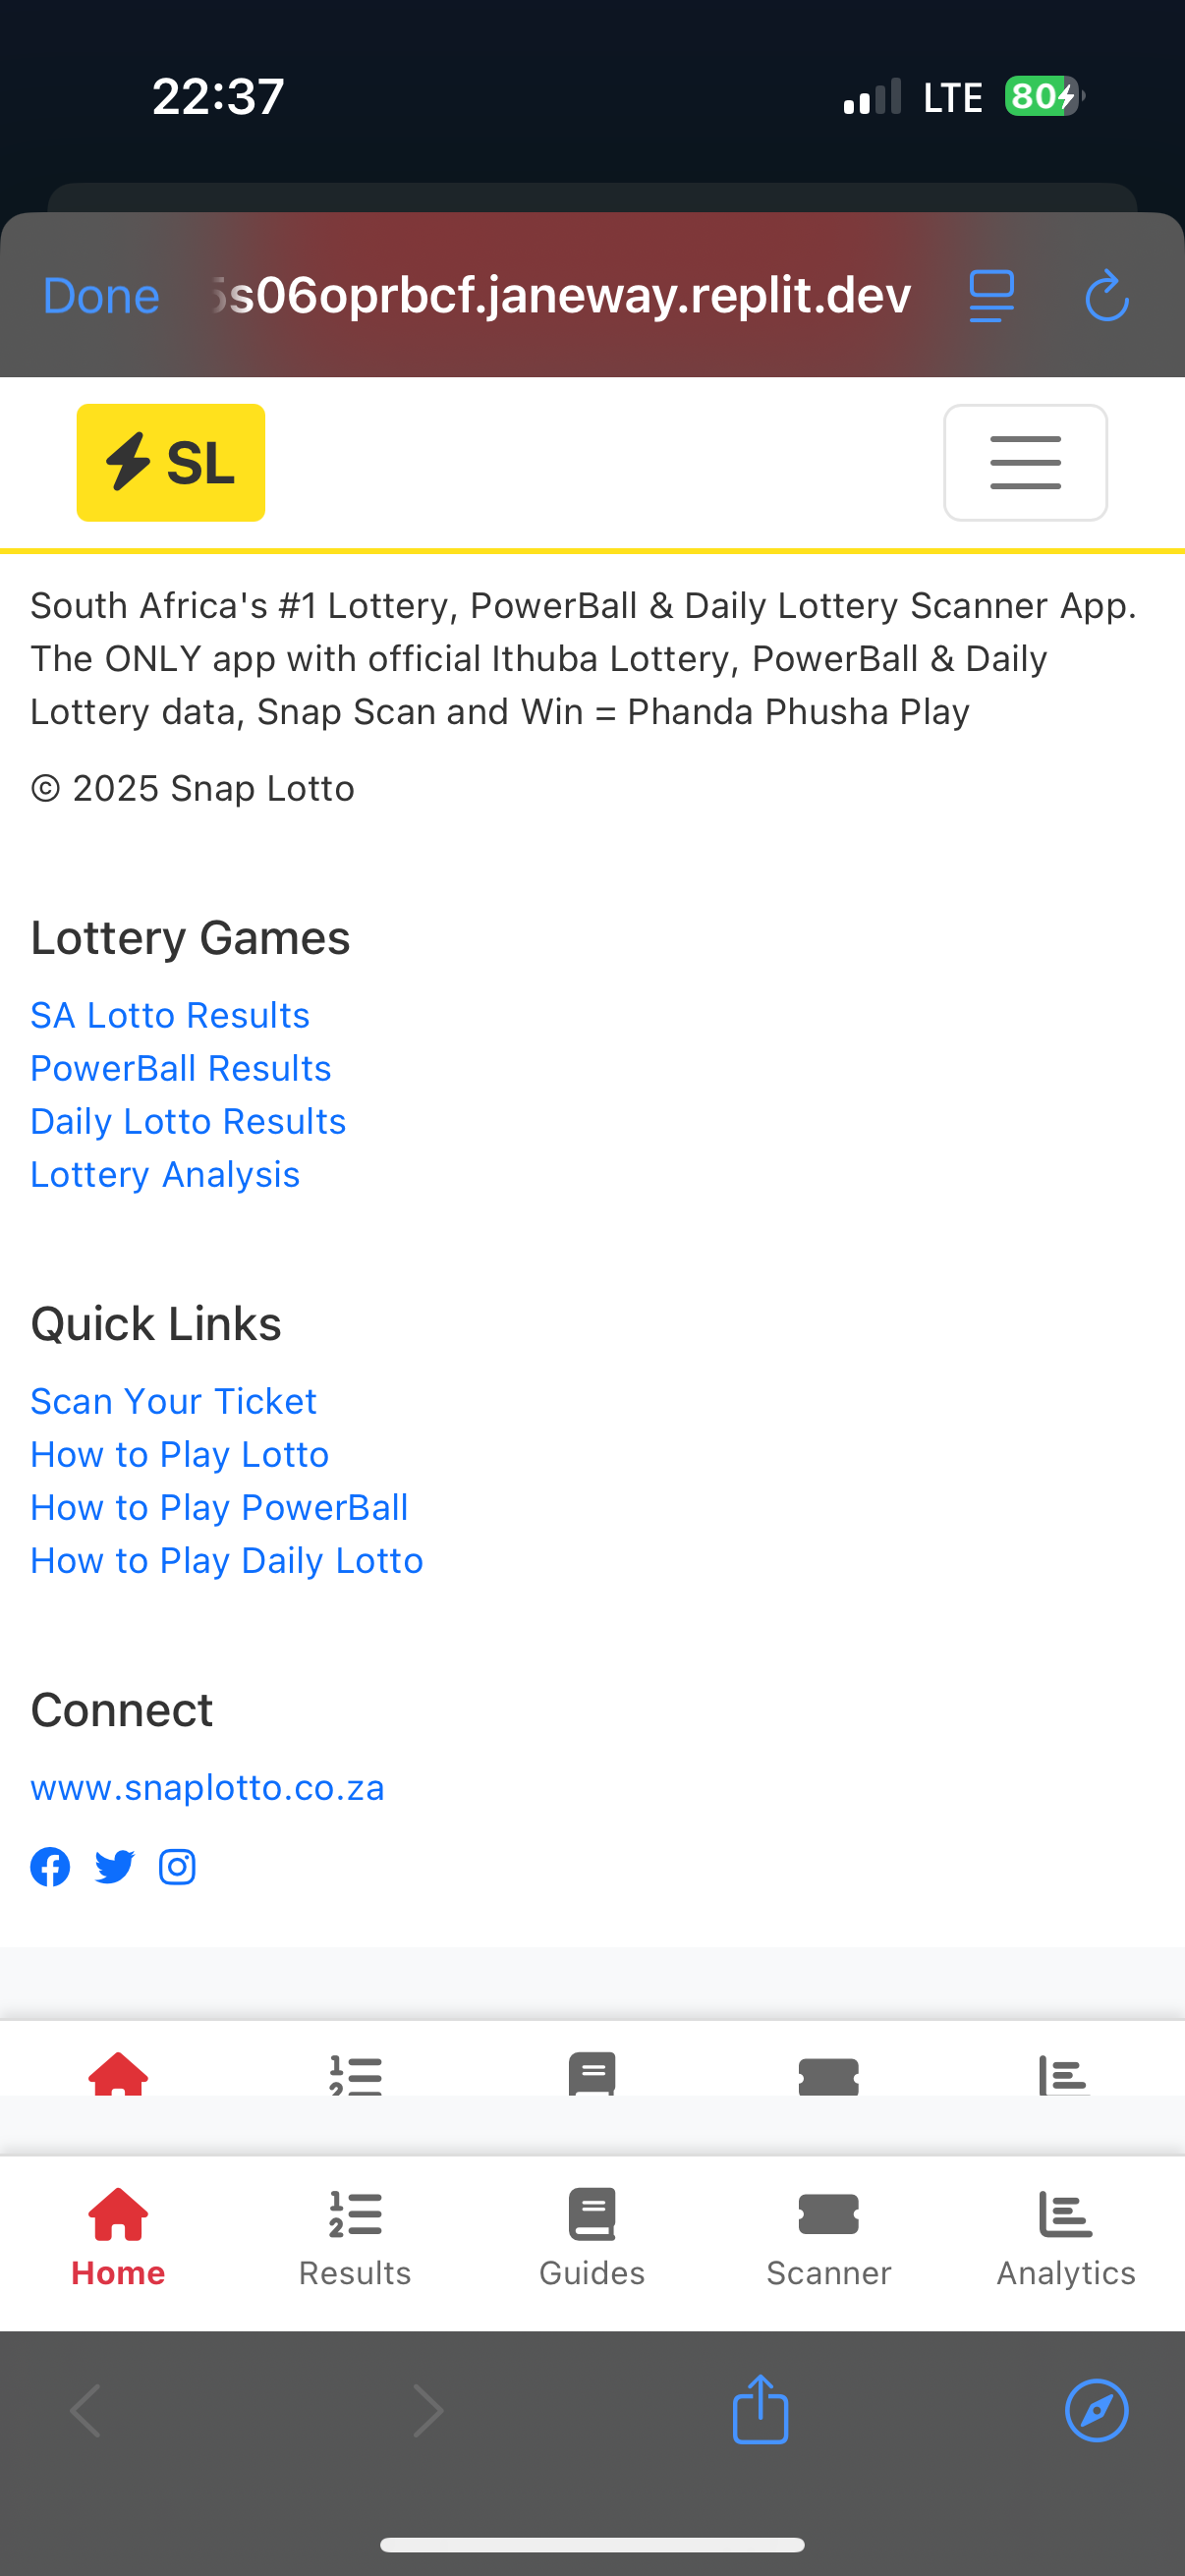 22:37
LTE 80
Done
s06oprbcf.janeway.replit.dev
SL
South Africa's #1 Lottery, PowerBall & Daily Lottery Scanner App.
The ONLY app with official Ithuba Lottery, PowerBall & Daily
Lottery data, Snap Scan and Win = Phanda Phusha Play
© 2025 Snap Lotto
Lottery Games
SA Lotto Results
PowerBall Results
Daily Lotto Results
Lottery Analysis
Quick Links
Scan Your Ticket
How to Play Lotto
How to Play PowerBall
How to Play Daily Lotto
Connect
www.snaplotto.co.za
Home Results Guides Scanner Analytics